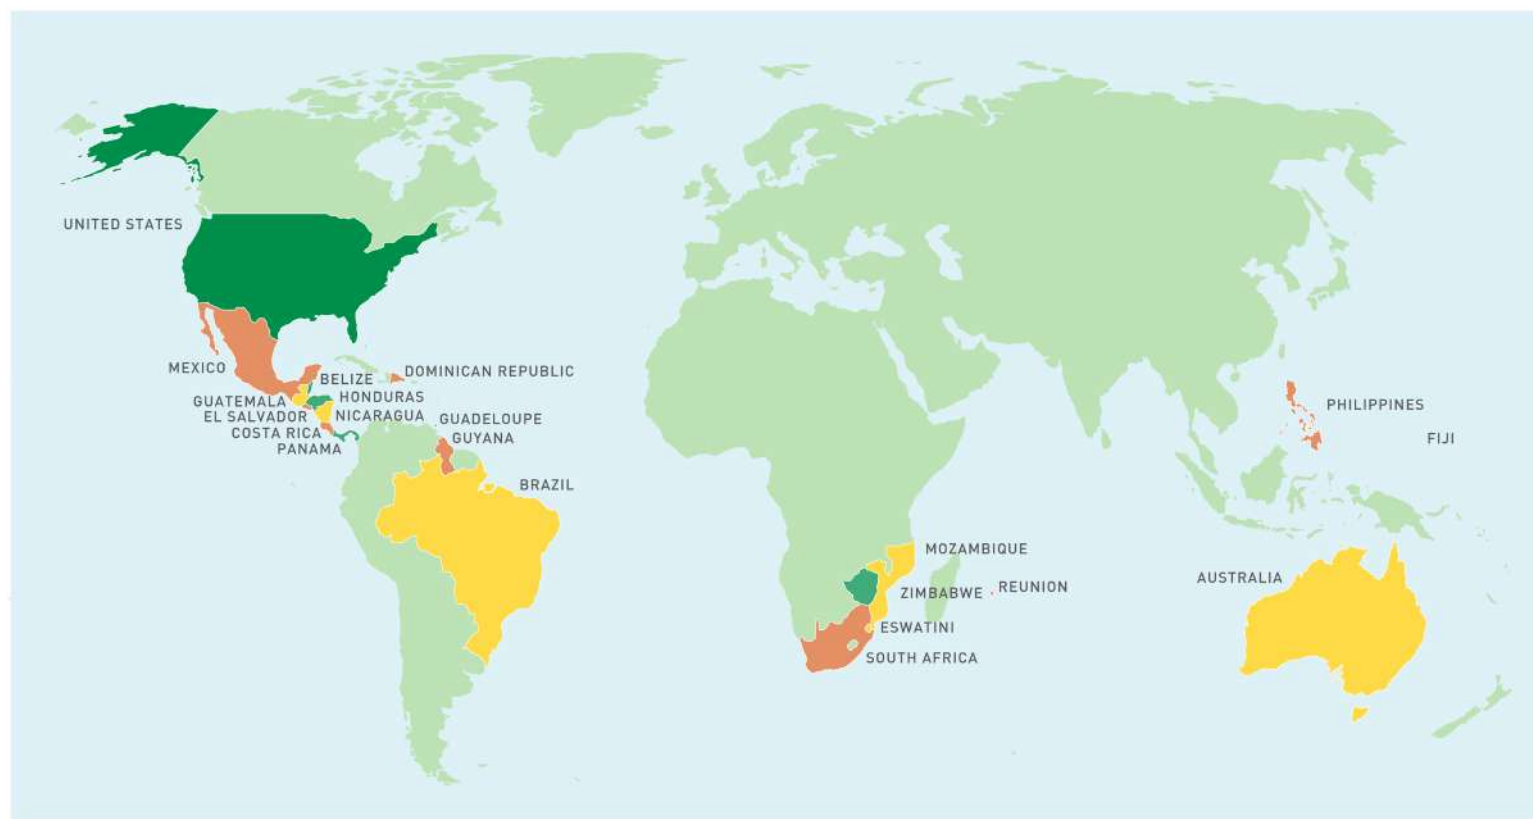 UNITED STATES
MEXICO
DOMINICAN REPUBLIC
BELIZE
GUATEMALA
HONDURAS
EL SALVADOR
NICARAGUA
COSTA RICA
GUADELOUPE
PANAMA
GUYANA
BRAZIL
PHILIPPINES
FIJI
MOZAMBIQUE
AUSTRALIA
ZIMBABWE
REUNION
ESWATINI
SOUTH AFRICA